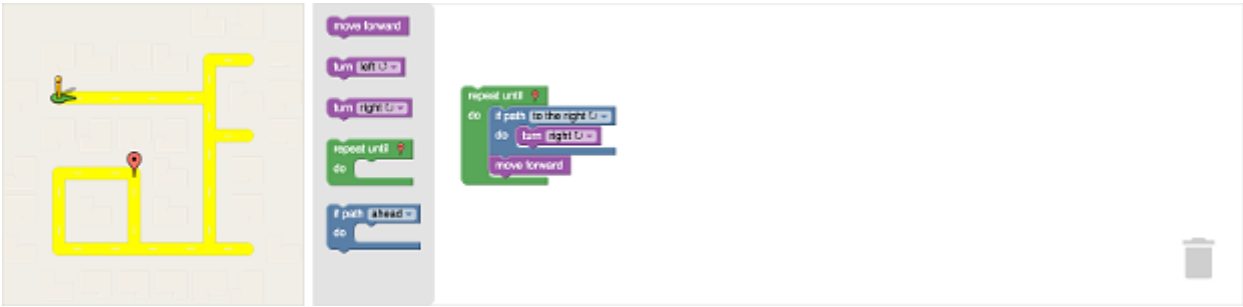 move forward
turn left ↺
turn right ↻
repeat until
do
if path ahead
do
repeat until
do
if path to the right ↻
do
turn right ↻
move forward